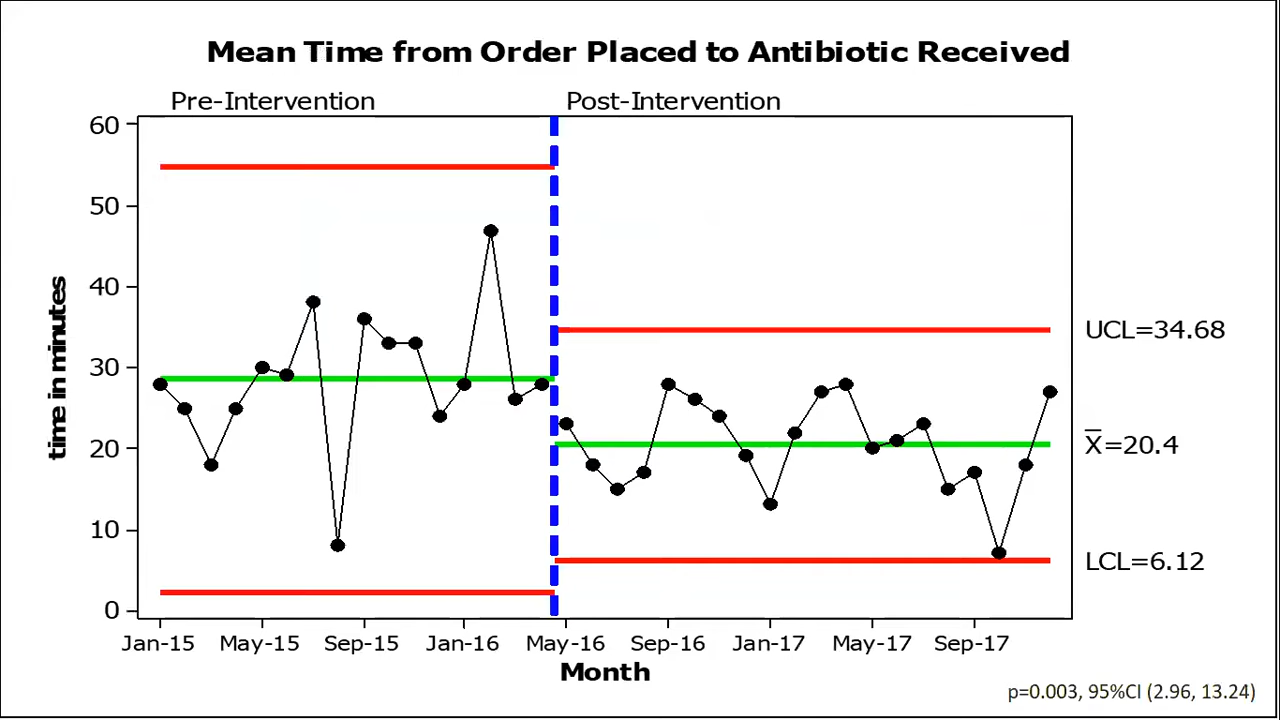 Mean Time from Order Placed to Antibiotic Received
Pre-Intervention Post-Intervention
60
50
40
30
20
10
0
time in minutes
UCL=34.68
X̅=20.4
LCL=6.12
Jan-15 May-15 Sep-15 Jan-16 May-16 Sep-16 Jan-17 May-17 Sep-17
Month
p=0.003, 95%CI (2.96, 13.24)